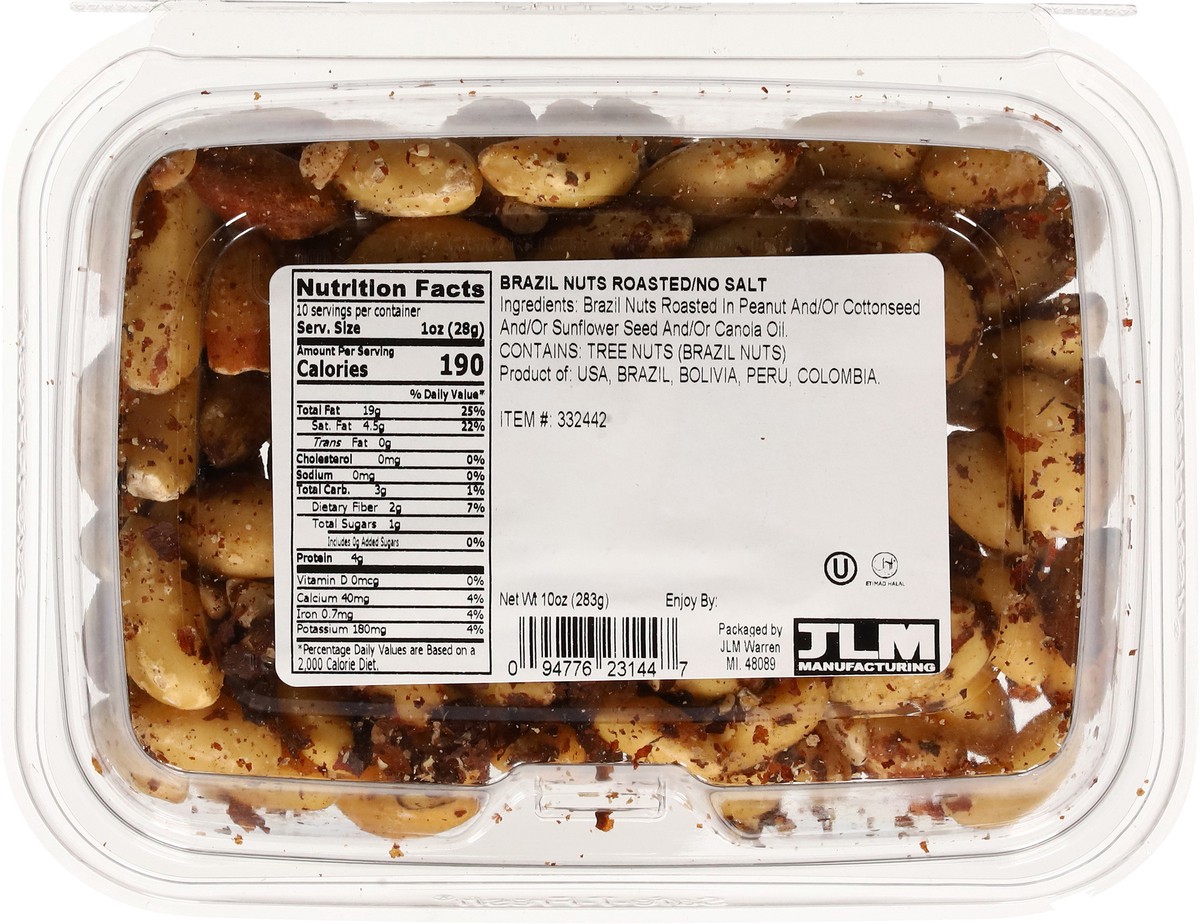 Nutrition Facts
10 servings per container
Serv. Size 1oz (28g)
Amount Per Serving
Calories 190
% Daily Value*
Total Fat 19g 25%
Sat. Fat 4.5g 22%
Trans Fat 0g
Cholesterol 0mg 0%
Sodium 0mg 0%
Total Carb. 3g 1%
Dietary Fiber 2g 7%
Total Sugars 1g
Includes 0g Added Sugars 0%
Protein 4g
Vitamin D 0mcg 0%
Calcium 40mg 4%
Iron 0.7mg 4%
Potassium 180mg 4%
*Percentage Daily Values are Based on a
2,000 Calorie Diet.
BRAZIL NUTS ROASTED/NO SALT
Ingredients: Brazil Nuts Roasted In Peanut And/Or Cottonseed
And/Or Sunflower Seed And/Or Canola Oil.
CONTAINS: TREE NUTS (BRAZIL NUTS)
Product of: USA, BRAZIL, BOLIVIA, PERU, COLOMBIA.
ITEM #: 332442
U
ETIMAD HALAL
Net Wt 10oz (283g) Enjoy By:
0 94776 23144 7
Packaged by
JLM Warren
MI. 48089
JLM
MANUFACTURING